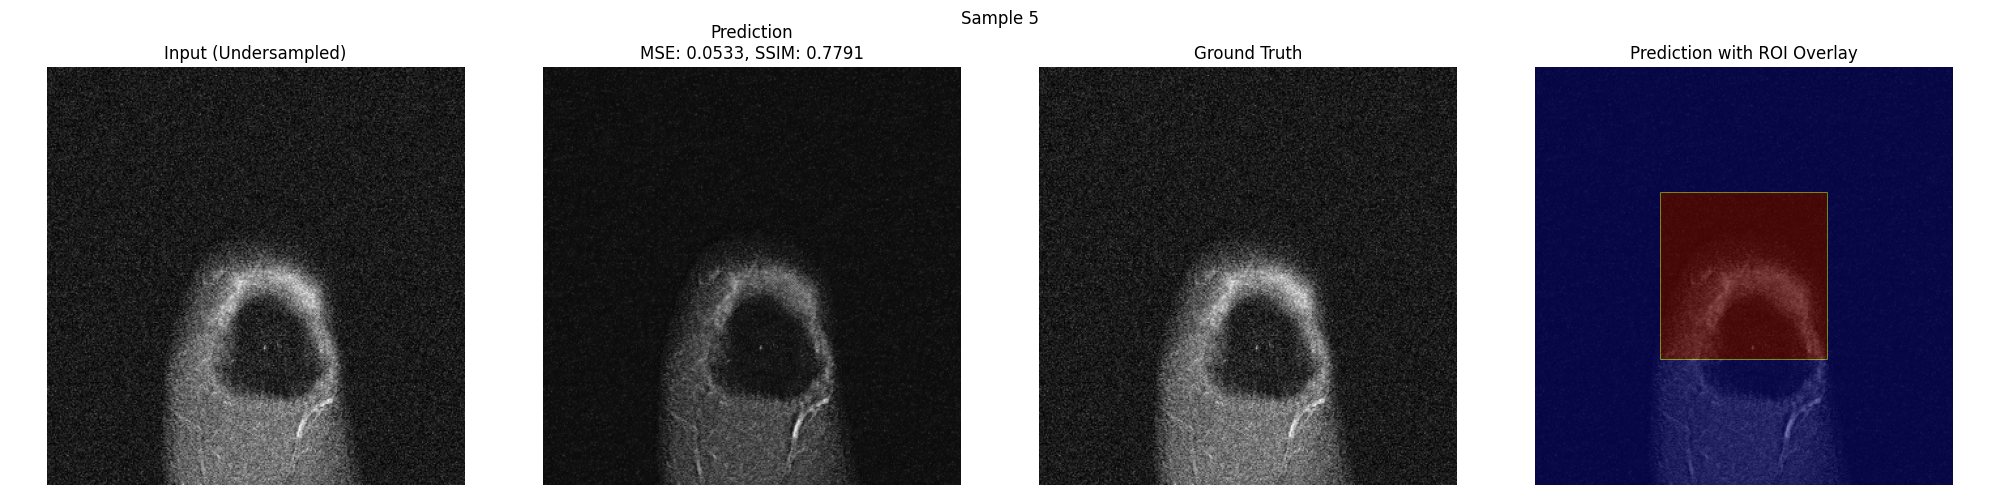 Sample 5
Input (Undersampled)
Prediction
MSE: 0.0533, SSIM: 0.7791
Ground Truth
Prediction with ROI Overlay